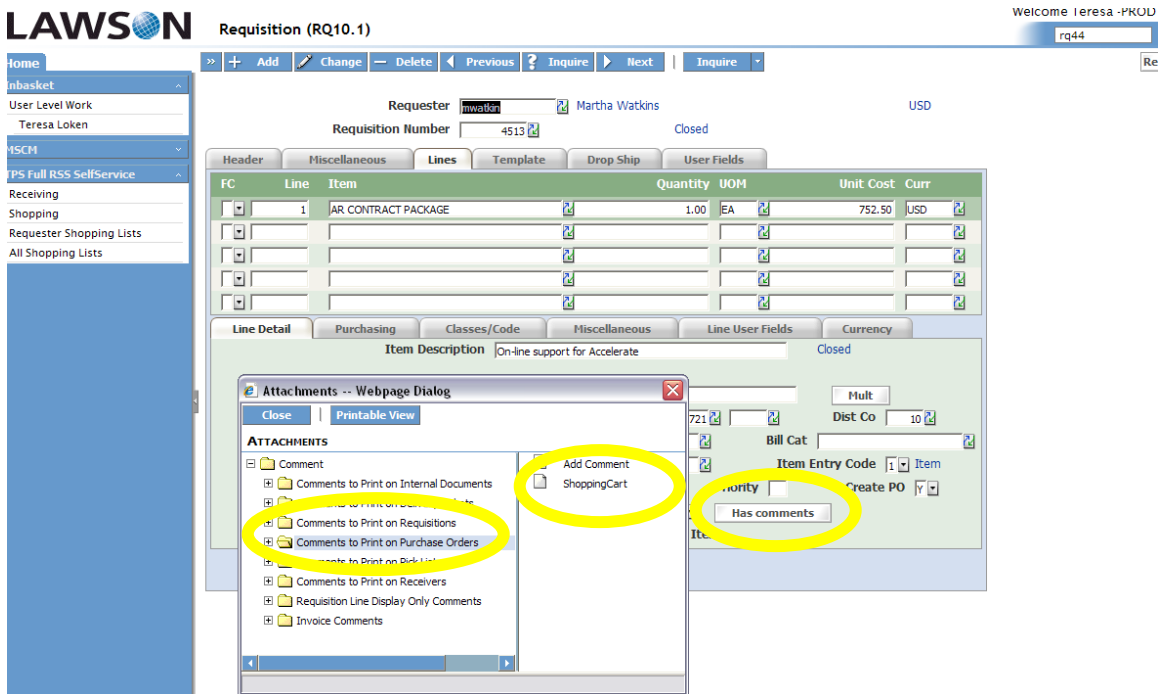 LAWSON
Requisition (RQ10.1)
Welcome Teresa -PROD
rq44
Home
» + Add Change — Delete Previous ? Inquire Next | Inquire
Re
Inbasket
User Level Work
Teresa Loken
MSCM
TPS Full RSS SelfService
Receiving
Shopping
Requester Shopping Lists
All Shopping Lists
Requester mwatkin Martha Watkins USD
Requisition Number 4513 Closed
Header Miscellaneous Lines Template Drop Ship User Fields
FC Line Item Quantity UOM Unit Cost Curr
1 AR CONTRACT PACKAGE 1.00 EA 752.50 USD
Line Detail Purchasing Classes/Code Miscellaneous Line User Fields Currency
Item Description On-line support for Accelerate Closed
Mult
721 Dist Co 10
Bill Cat
Item Entry Code 1 Item
Create PO Y
Has comments
Attachments -- Webpage Dialog
Close | Printable View
ATTACHMENTS
Comment
Comments to Print on Internal Documents
Comments to Print on Requisitions
Comments to Print on Purchase Orders
Comments to Print on Receivers
Requisition Line Display Only Comments
Invoice Comments
Add Comment
ShoppingCart